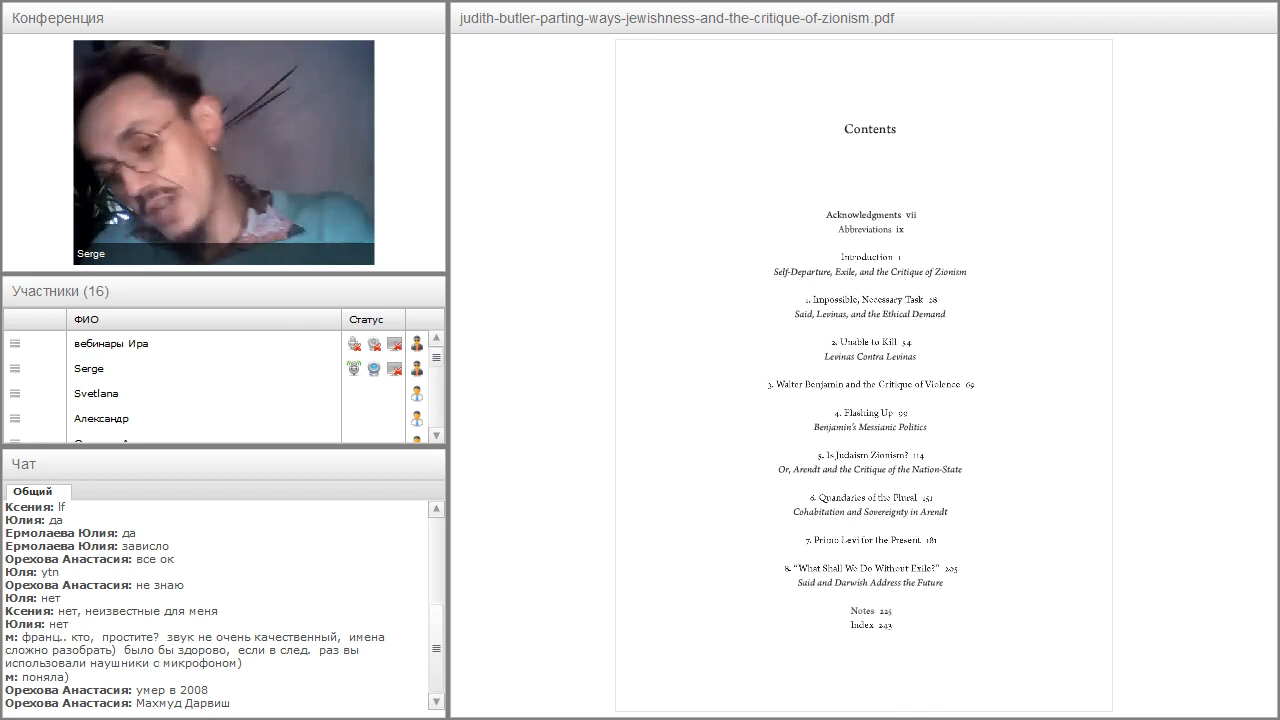 Конференция
Serge
Участники (16)
ФИО
Статус
вебинары Ира
Serge
Svetlana
Александр
Чат
Общий
Ксения: lf
Юлия: да
Ермолаева Юлия: да
Ермолаева Юлия: зависло
Орехова Анастасия: все ок
Юля: ytn
Орехова Анастасия: не знаю
Юля: нет
Ксения: нет, неизвестные для меня
Юлия: нет
м: франц.. кто, простите? звук не очень качественный, имена
сложно разобрать) было бы здорово, если в след. раз вы
использовали наушники с микрофоном)
м: поняла)
Орехова Анастасия: умер в 2008
Орехова Анастасия: Махмуд Дарвиш
judith-butler-parting-ways-jewishness-and-the-critique-of-zionism.pdf
Contents
Acknowledgments vii
Abbreviations ix
Introduction 1
Self-Departure, Exile, and the Critique of Zionism
1. Impossible, Necessary Task 28
Said, Levinas, and the Ethical Demand
2. Unable to Kill 54
Levinas Contra Levinas
3. Walter Benjamin and the Critique of Violence 69
4. Flashing Up 99
Benjamin's Messianic Politics
5. Is Judaism Zionism? 114
Or, Arendt and the Critique of the Nation-State
6. Quandaries of the Plural 151
Cohabitation and Sovereignty in Arendt
7. Primo Levi for the Present 181
8. “What Shall We Do Without Exile?” 205
Said and Darwish Address the Future
Notes 225
Index 243